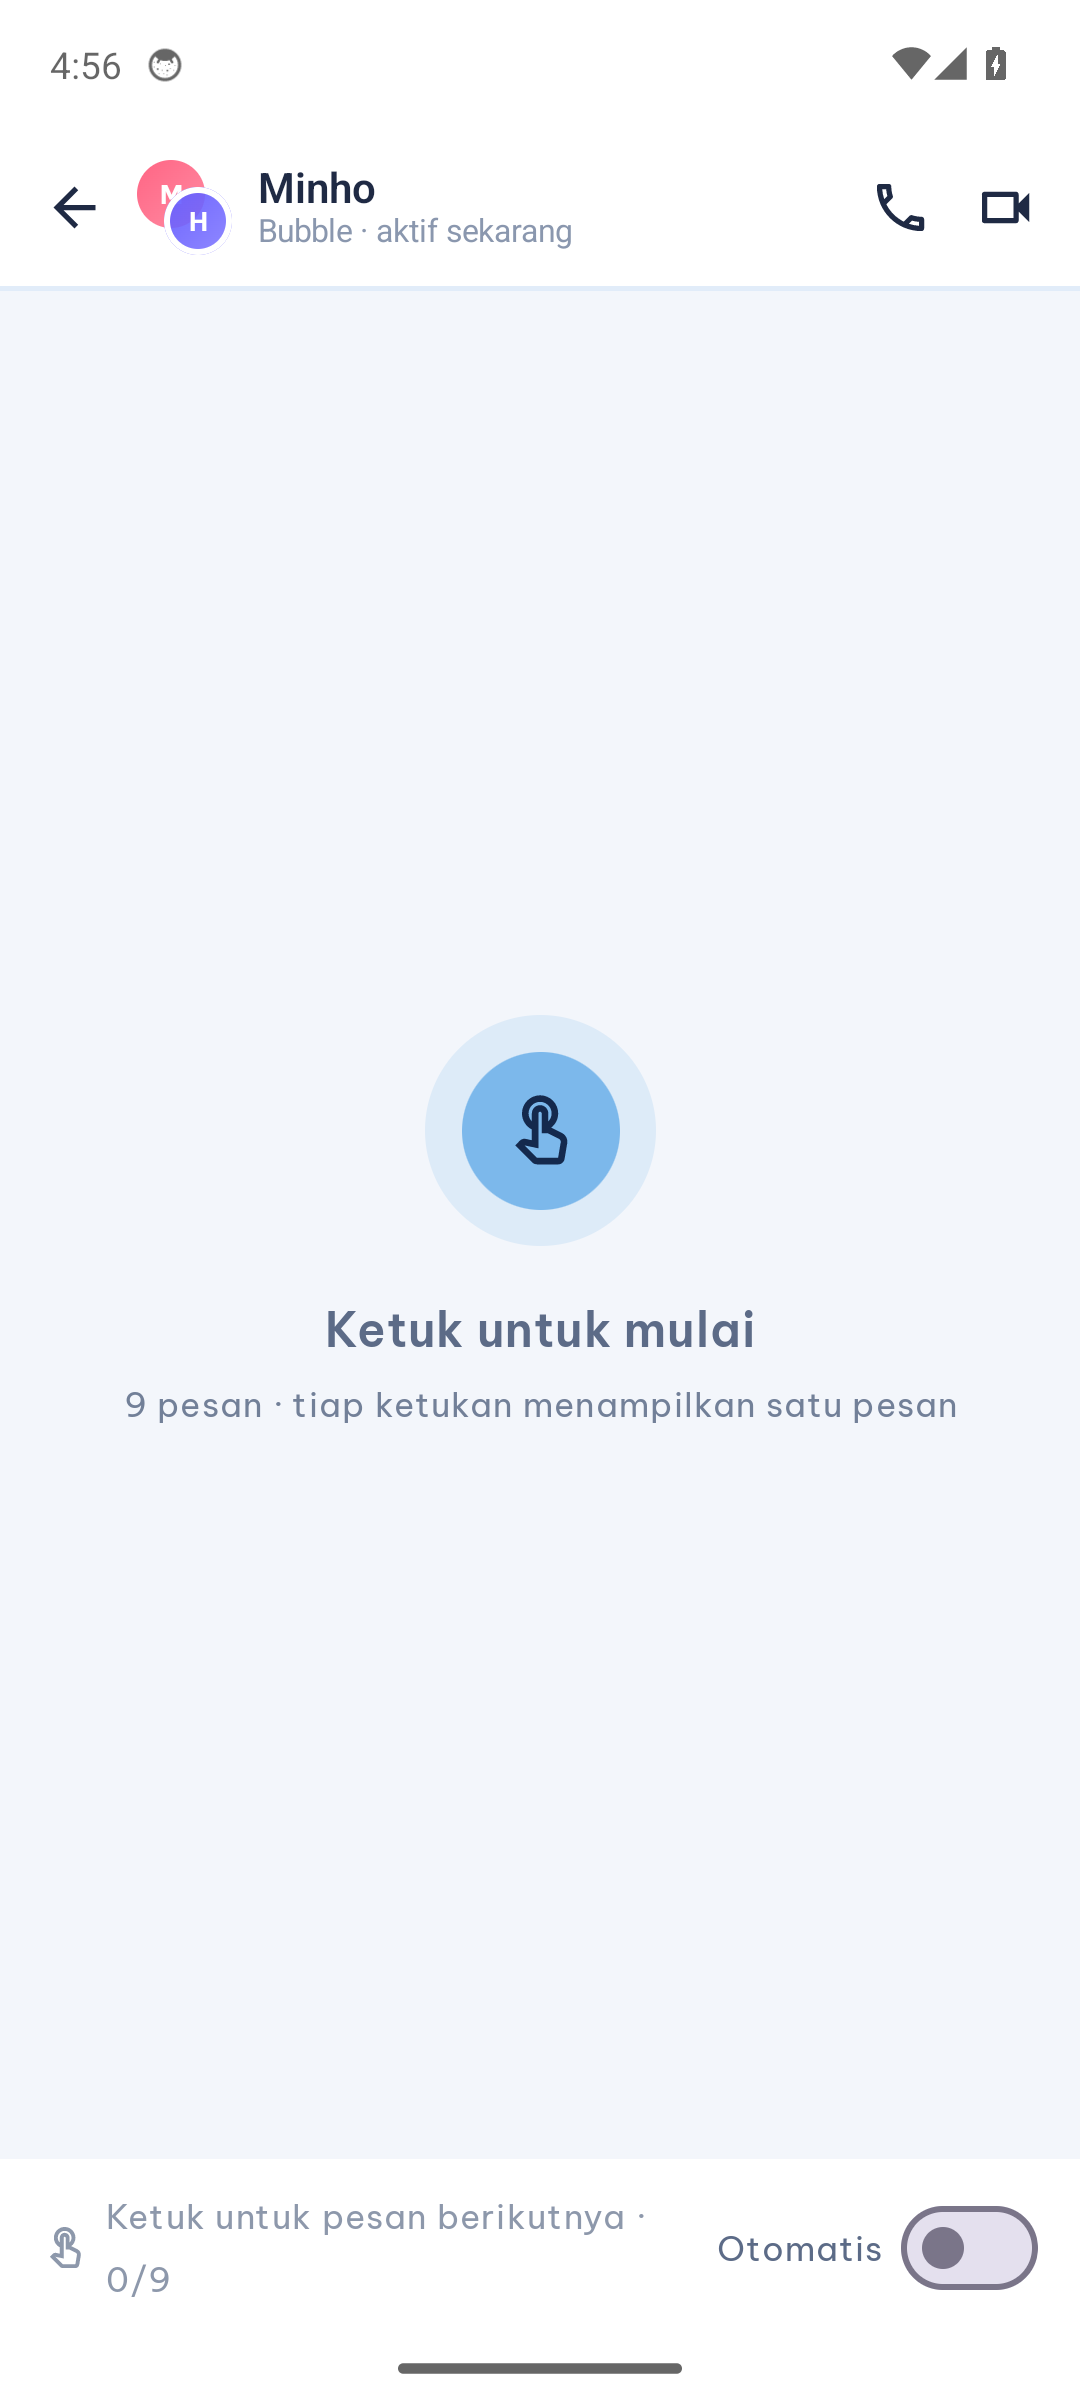 4:56
M
H
Minho
Bubble · aktif sekarang
Ketuk untuk mulai
9 pesan · tiap ketukan menampilkan satu pesan
Ketuk untuk pesan berikutnya ·
0/9
Otomatis